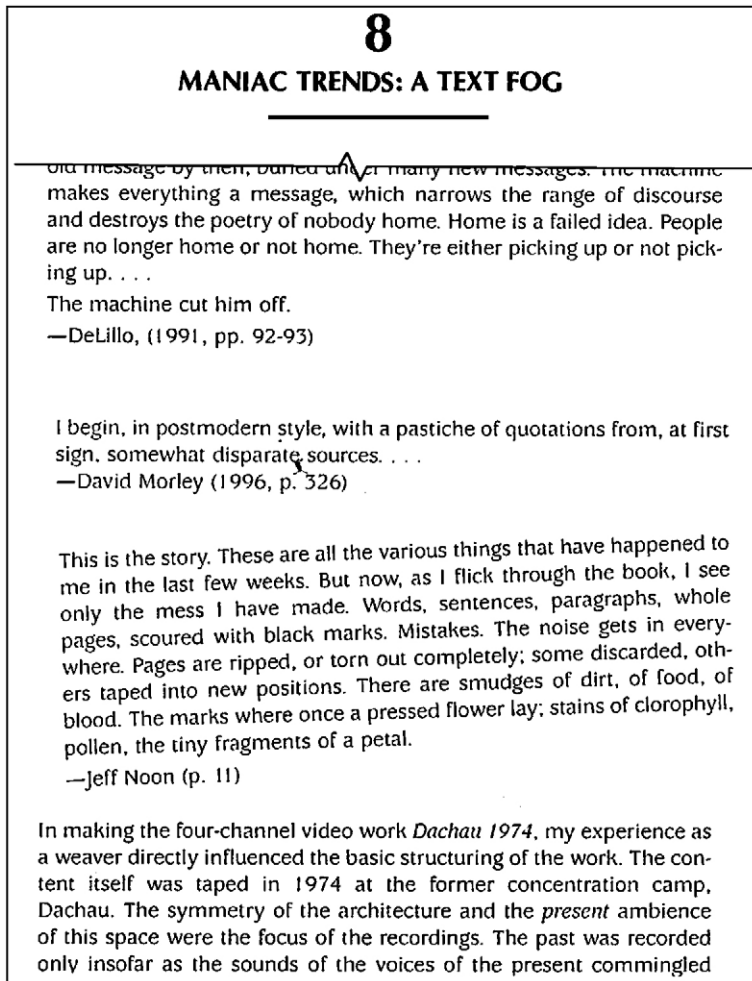 8
MANIAC TRENDS: A TEXT FOG
old message by then, buried under many new messages. The machine
makes everything a message, which narrows the range of discourse
and destroys the poetry of nobody home. Home is a failed idea. People
are no longer home or not home. They're either picking up or not pick-
ing up. . . .
The machine cut him off.
—DeLillo, (1991, pp. 92-93)
I begin, in postmodern style, with a pastiche of quotations from, at first
sign, somewhat disparate sources. . . .
—David Morley (1996, p. 326)
This is the story. These are all the various things that have happened to
me in the last few weeks. But now, as I flick through the book, I see
only the mess I have made. Words, sentences, paragraphs, whole
pages, scoured with black marks. Mistakes. The noise gets in every-
where. Pages are ripped, or torn out completely; some discarded, oth-
ers taped into new positions. There are smudges of dirt, of food, of
blood. The marks where once a pressed flower lay; stains of clorophyll,
pollen, the tiny fragments of a petal.
—Jeff Noon (p. 11)
In making the four-channel video work Dachau 1974, my experience as
a weaver directly influenced the basic structuring of the work. The con-
tent itself was taped in 1974 at the former concentration camp,
Dachau. The symmetry of the architecture and the present ambience
of this space were the focus of the recordings. The past was recorded
only insofar as the sounds of the voices of the present commingled